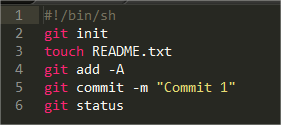 1 #!/bin/sh
2 git init
3 touch README.txt
4 git add -A
5 git commit -m "Commit 1"
6 git status